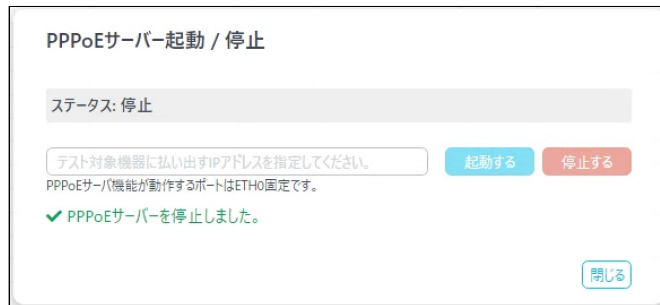 PPPoEサーバー起動 / 停止
ステータス: 停止
テスト対象機器に払い出すIPアドレスを指定してください。 起動する 停止する
PPPoEサーバ機能が動作するポートはETH0固定です。
✔ PPPoEサーバーを停止しました。
閉じる